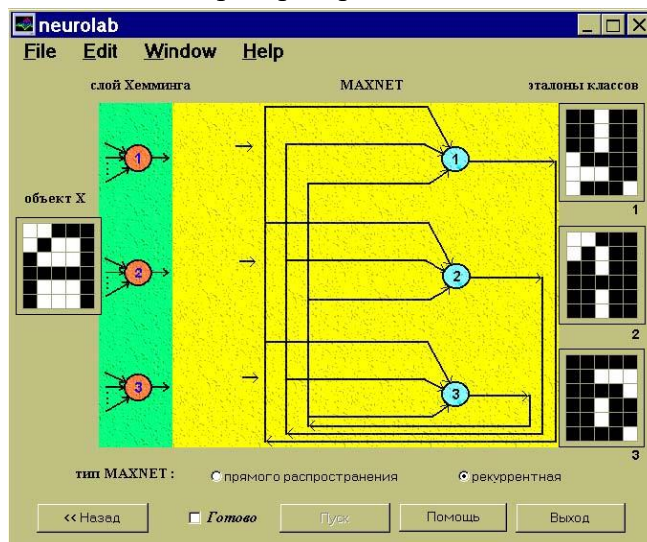 neurolab
File Edit Window Help
слой Хемминга MAXNET эталоны классов
1 1
1
объект X
2 2
2
3 3
3
тип MAXNET : прямого распространения рекуррентная
<< Назад Готово Пуск Помощь Выход